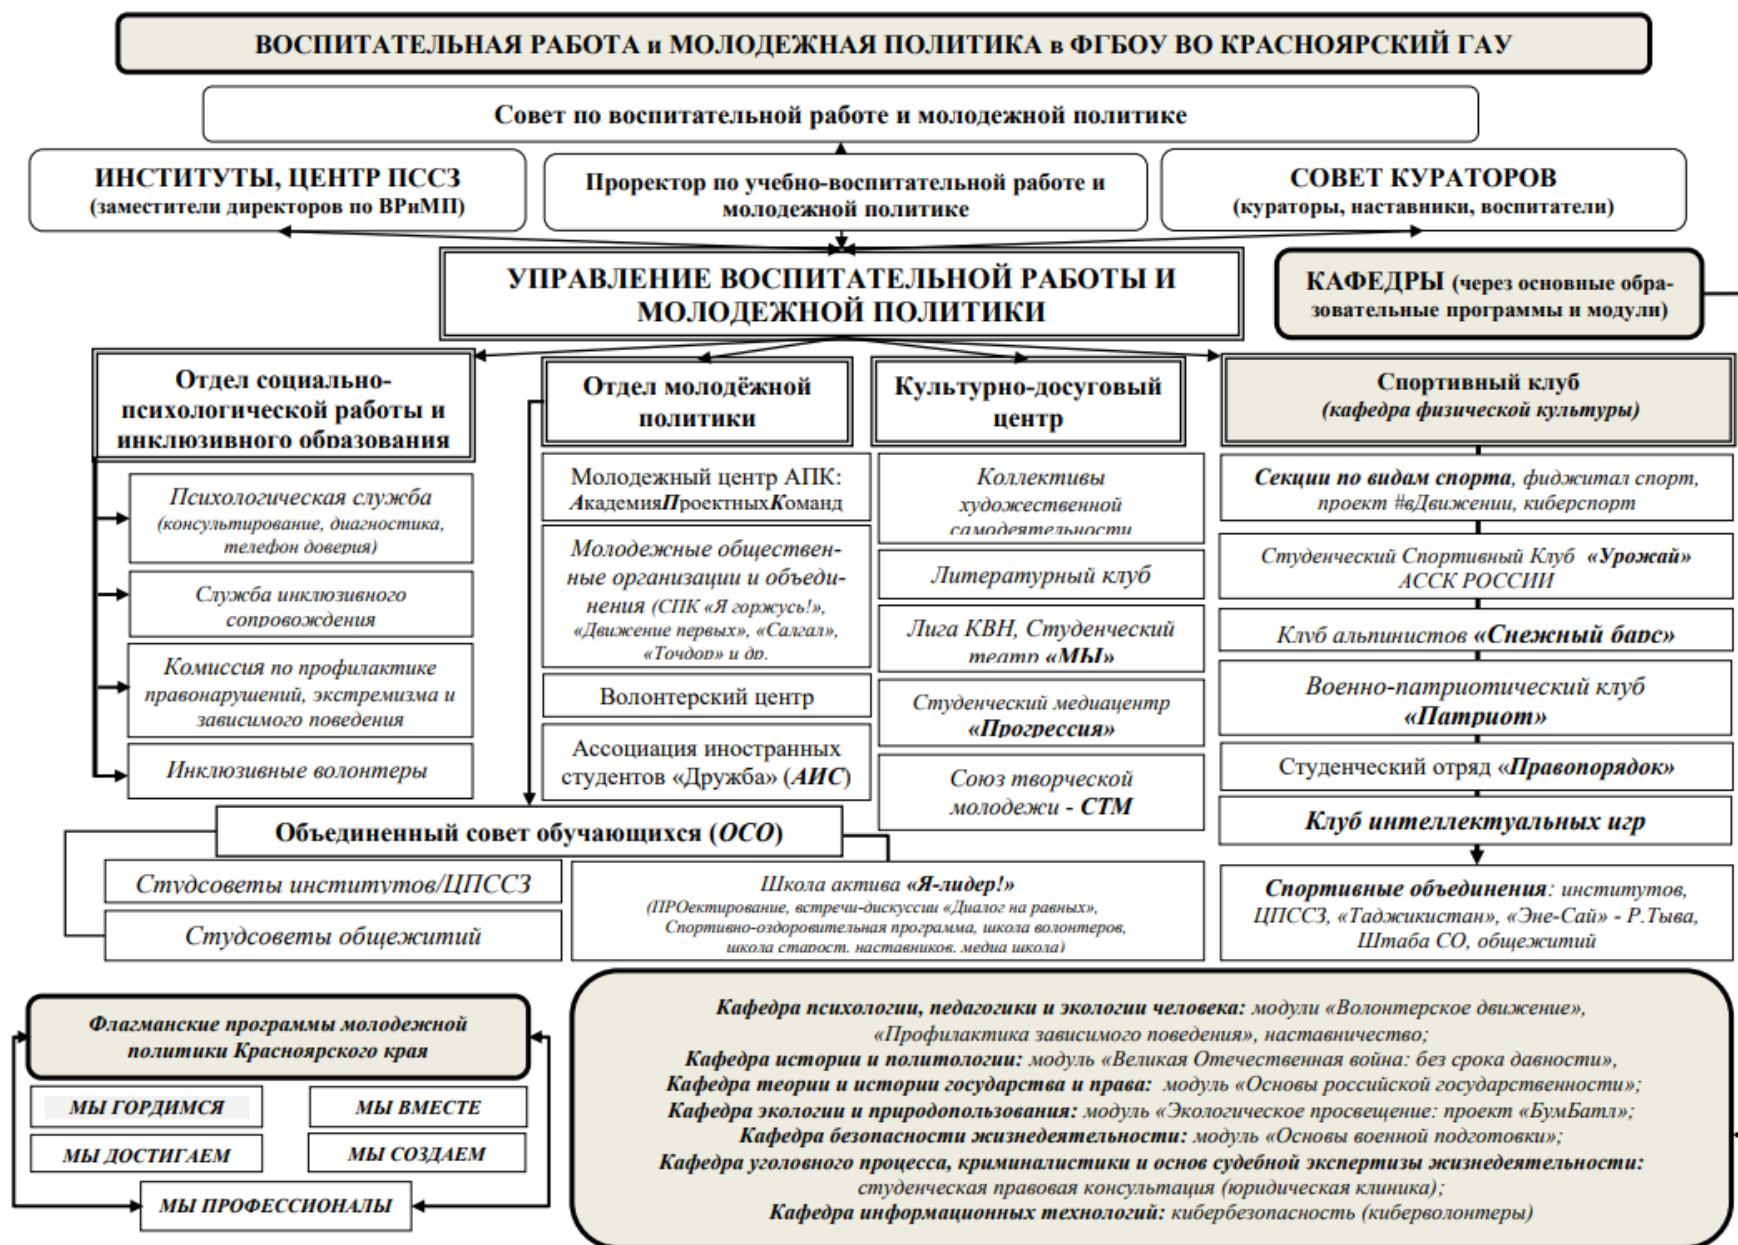 ВОСПИТАТЕЛЬНАЯ РАБОТА и МОЛОДЕЖНАЯ ПОЛИТИКА в ФГБОУ ВО КРАСНОЯРСКИЙ ГАУ
Совет по воспитательной работе и молодежной политике
ИНСТИТУТЫ, ЦЕНТР ПССЗ
(заместители директоров по ВРиМП)
Проректор по учебно-воспитательной работе и
молодежной политике
СОВЕТ КУРАТОРОВ
(кураторы, наставники, воспитатели)
УПРАВЛЕНИЕ ВОСПИТАТЕЛЬНОЙ РАБОТЫ И
МОЛОДЕЖНОЙ ПОЛИТИКИ
КАФЕДРЫ (через основные обра-
зовательные программы и модули)
Отдел социально-
психологической работы и
инклюзивного образования
Психологическая служба
(консультирование, диагностика,
телефон доверия)
Служба инклюзивного
сопровождения
Комиссия по профилактике
правонарушений, экстремизма и
зависимого поведения
Инклюзивные волонтеры
Отдел молодёжной
политики
Молодежный центр АПК:
АкадемияПроектныхКоманд
Молодежные обществен-
ные организации и объеди-
нения (СПК «Я горжусь!»,
«Движение первых», «Салгал»,
«Точдор» и др.
Волонтерский центр
Ассоциация иностранных
студентов «Дружба» (АИС)
Культурно-досуговый
центр
Коллективы
художественной
самодеятельности
Литературный клуб
Лига КВН, Студенческий
театр «МЫ»
Студенческий медиацентр
«Прогрессия»
Союз творческой
молодежи - СТМ
Спортивный клуб
(кафедра физической культуры)
Секции по видам спорта, фиджитал спорт,
проект #вДвижении, киберспорт
Студенческий Спортивный Клуб «Урожай»
АССК РОССИИ
Клуб альпинистов «Снежный барс»
Военно-патриотический клуб
«Патриот»
Студенческий отряд «Правопорядок»
Клуб интеллектуальных игр
Спортивные объединения: институтов,
ЦПССЗ, «Таджикистан», «Эне-Сай» - Р.Тыва,
Штаба СО, общежитий
Объединенный совет обучающихся (ОСО)
Студсоветы институтов/ЦПССЗ
Студсоветы общежитий
Школа актива «Я-лидер!»
(ПРОектирование, встречи-дискуссии «Диалог на равных»,
Спортивно-оздоровительная программа, школа волонтеров,
школа старост, наставников, медиа школа)
Флагманские программы молодежной
политики Красноярского края
МЫ ГОРДИМСЯ
МЫ ВМЕСТЕ
МЫ ДОСТИГАЕМ
МЫ СОЗДАЕМ
МЫ ПРОФЕССИОНАЛЫ
Кафедра психологии, педагогики и экологии человека: модули «Волонтерское движение»,
«Профилактика зависимого поведения», наставничество;
Кафедра истории и политологии: модуль «Великая Отечественная война: без срока давности»,
Кафедра теории и истории государства и права: модуль «Основы российской государственности»;
Кафедра экологии и природопользования: модуль «Экологическое просвещение: проект «БумБатл»;
Кафедра безопасности жизнедеятельности: модуль «Основы военной подготовки»;
Кафедра уголовного процесса, криминалистики и основ судебной экспертизы жизнедеятельности:
студенческая правовая консультация (юридическая клиника);
Кафедра информационных технологий: кибербезопасность (киберволонтеры)